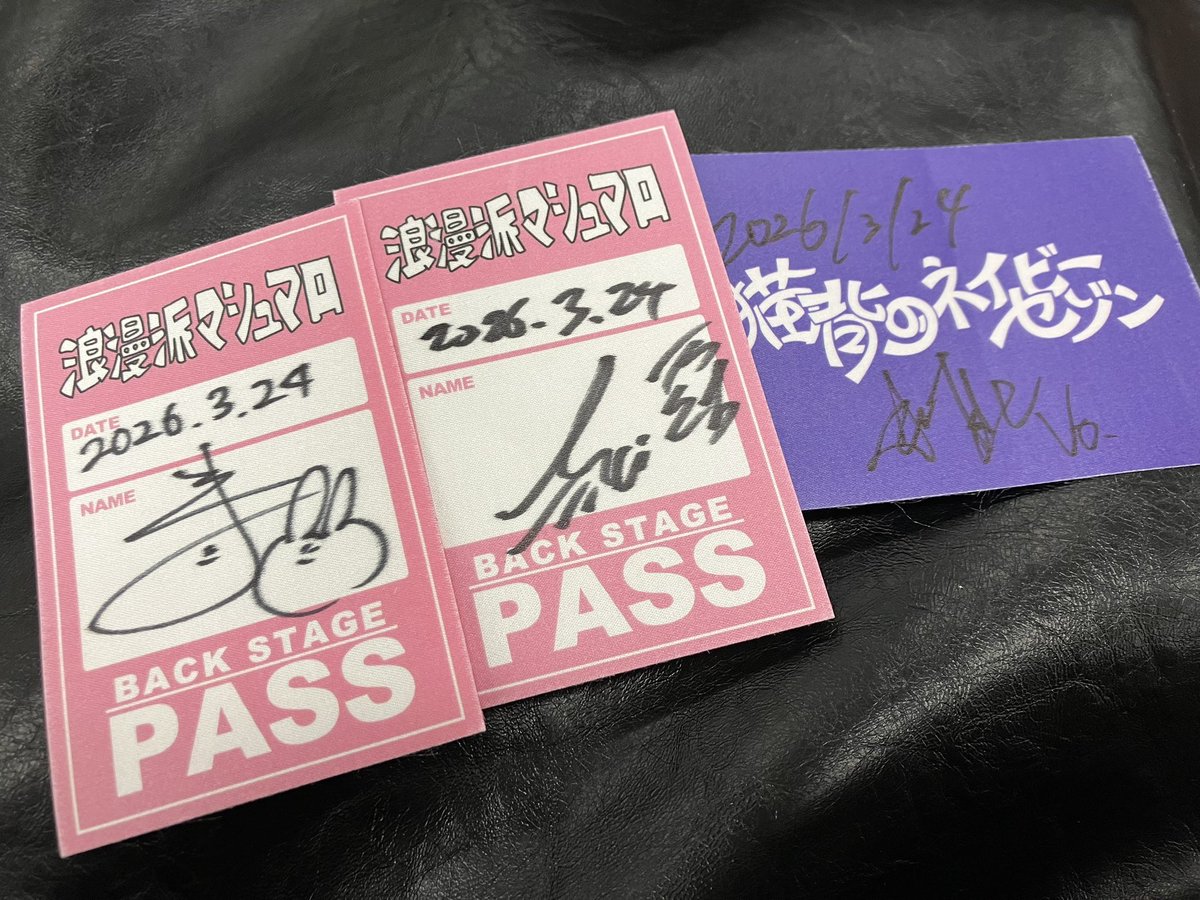 浪漫派マシュマロ
DATE
2026.3.24
NAME
BACK STAGE
PASS
浪漫派マシュマロ
DATE
2026.3.24
NAME
BACK STAGE
PASS
2026/3/24
猫背のネイビーセゾン